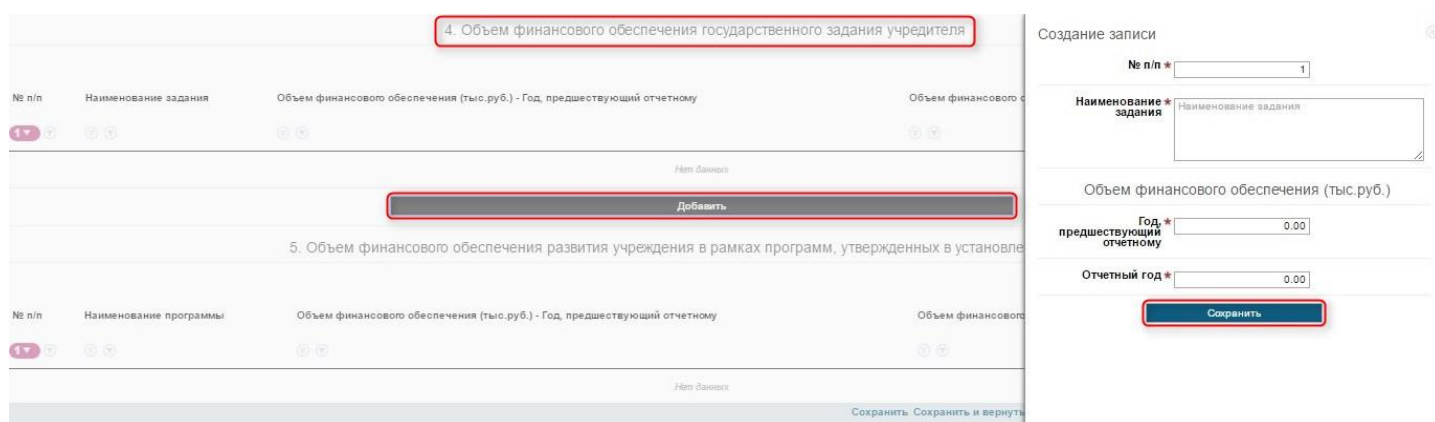 4. Объем финансового обеспечения государственного задания учредителя
№ п/п Наименование задания Объем финансового обеспечения (тыс.руб.) - Год, предшествующий отчетному Объем финансового
1
Нет данных
Добавить
5. Объем финансового обеспечения развития учреждения в рамках программ, утвержденных в
№ п/п Наименование программы Объем финансового обеспечения (тыс.руб.) - Год, предшествующий отчетному Объем финансового
1
Нет данных
Сохранить Сохранить и вернуть
Создание записи
№ п/п * 1
Наименование *
задания
Наименование задания
Объем финансового обеспечения (тыс.руб.)
Год, *
предшествующий
отчетному
0.00
Отчетный год * 0.00
Сохранить